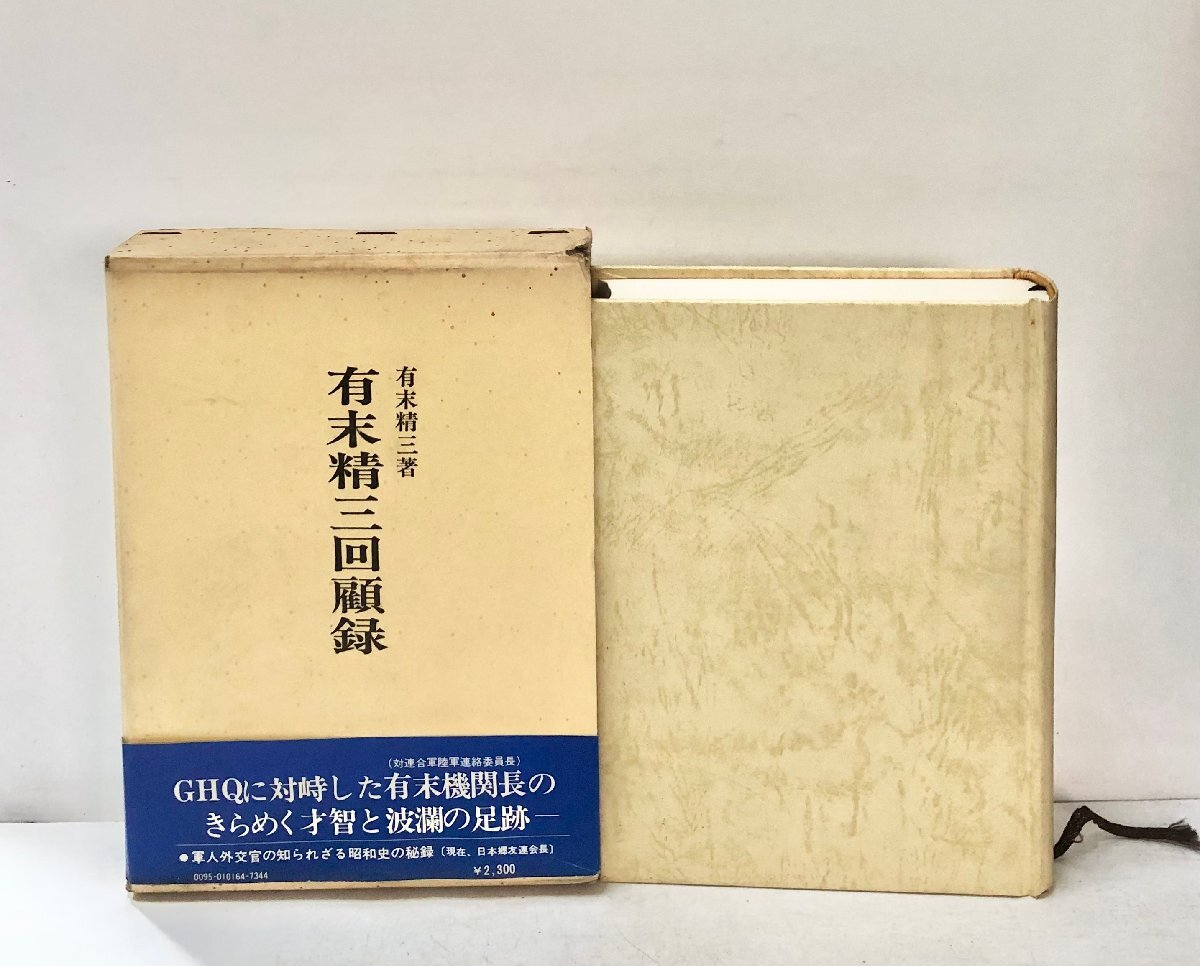 有末精三著
有末精三回顧録
(対連合軍陸軍連絡委員長)
GHQに対峙した有末機関長の
きらめく才智と波瀾の足跡―
●軍人外交官の知られざる昭和史の秘録〔現在、日本郷友連会長〕
0095-010164-7344
¥2,300